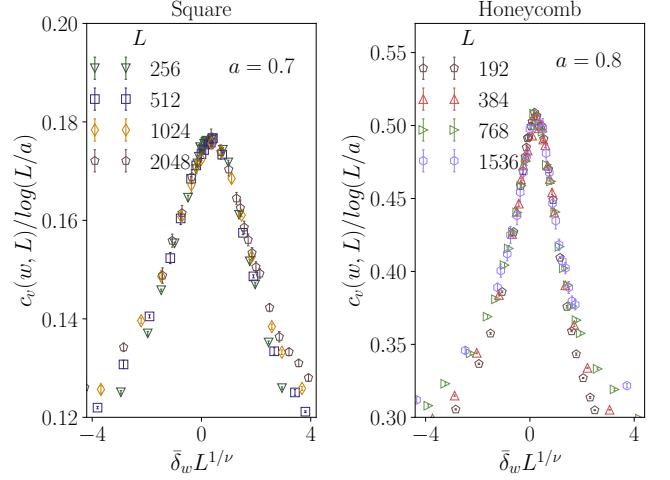 Square
0.20
0.18
0.16
0.14
0.12
−4
0
4
c_v(w, L)/log(L/a)
δ̄_w L^{1/ν}
L
256
512
1024
2048
a = 0.7
Honeycomb
0.55
0.50
0.45
0.40
0.35
0.30
−4
0
4
c_v(w, L)/log(L/a)
δ̄_w L^{1/ν}
L
192
384
768
1536
a = 0.8